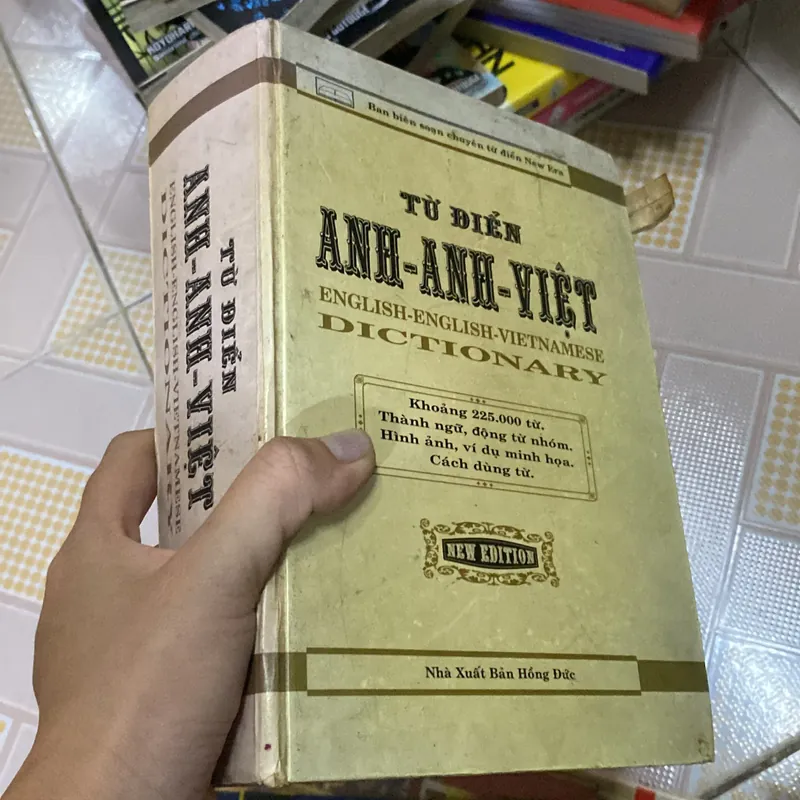 Ban biên soạn chuyên từ điển New Era
TỪ ĐIỂN
ANH-ANH-VIỆT
ENGLISH-ENGLISH-VIETNAMESE
DICTIONARY
Khoảng 225.000 từ.
Thành ngữ, động từ nhóm.
Hình ảnh, ví dụ minh họa.
Cách dùng từ.
NEW EDITION
Nhà Xuất Bản Hồng Đức
TỪ ĐIỂN
ANH-ANH-VIỆT
ENGLISH-ENGLISH-VIETNAMESE
DICTIONARY